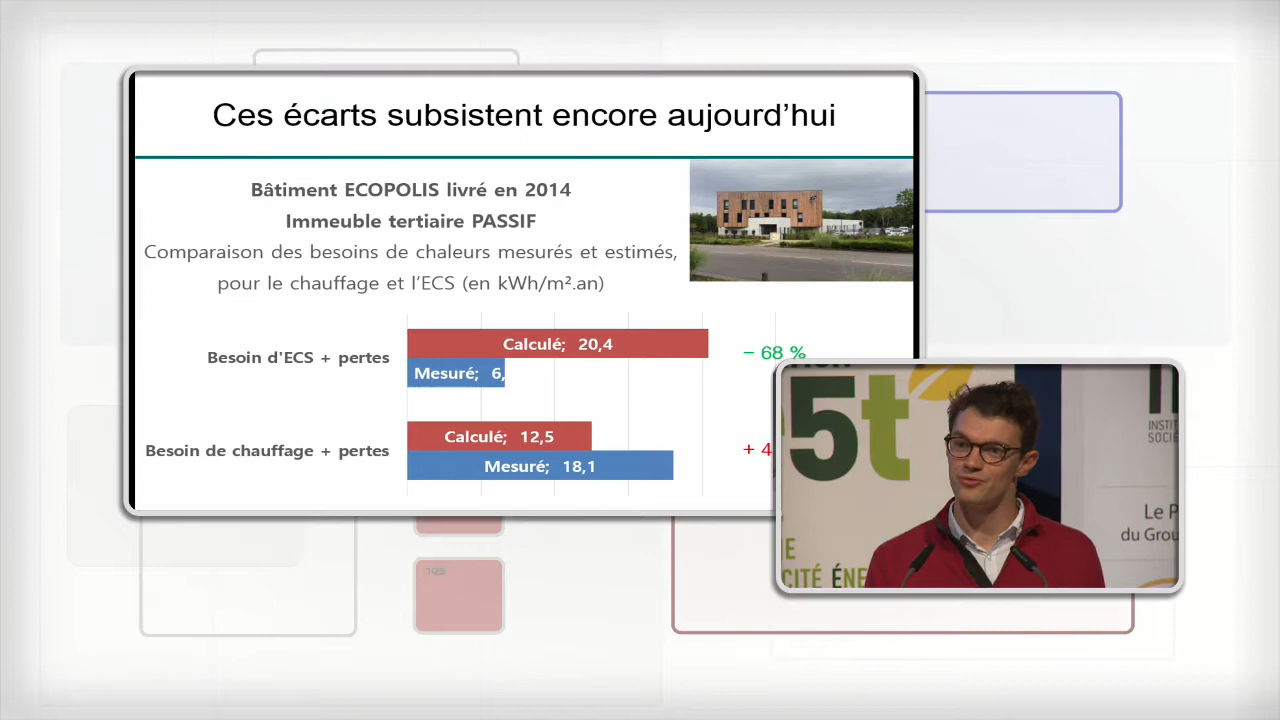 Ces écarts subsistent encore aujourd’hui
Bâtiment ECOPOLIS livré en 2014
Immeuble tertiaire PASSIF
Comparaison des besoins de chaleurs mesurés et estimés,
pour le chauffage et l’ECS (en kWh/m².an)
Besoin d'ECS + pertes
Calculé; 20,4
Mesuré; 6,
− 68 %
Besoin de chauffage + pertes
Calculé; 12,5
Mesuré; 18,1
+ 4
5t
INSTIT
SOCIÉ
Le P
du Grou
CITÉ ÉNE